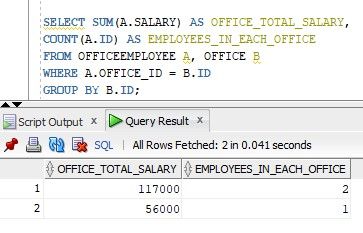 SELECT SUM(A.SALARY) AS OFFICE_TOTAL_SALARY,
COUNT(A.ID) AS EMPLOYEES_IN_EACH_OFFICE
FROM OFFICEEMPLOYEE A, OFFICE B
WHERE A.OFFICE_ID = B.ID
GROUP BY B.ID;
Script Output x Query Result x
SQL | All Rows Fetched: 2 in 0.041 seconds
OFFICE_TOTAL_SALARY EMPLOYEES_IN_EACH_OFFICE
1 117000 2
2 56000 1